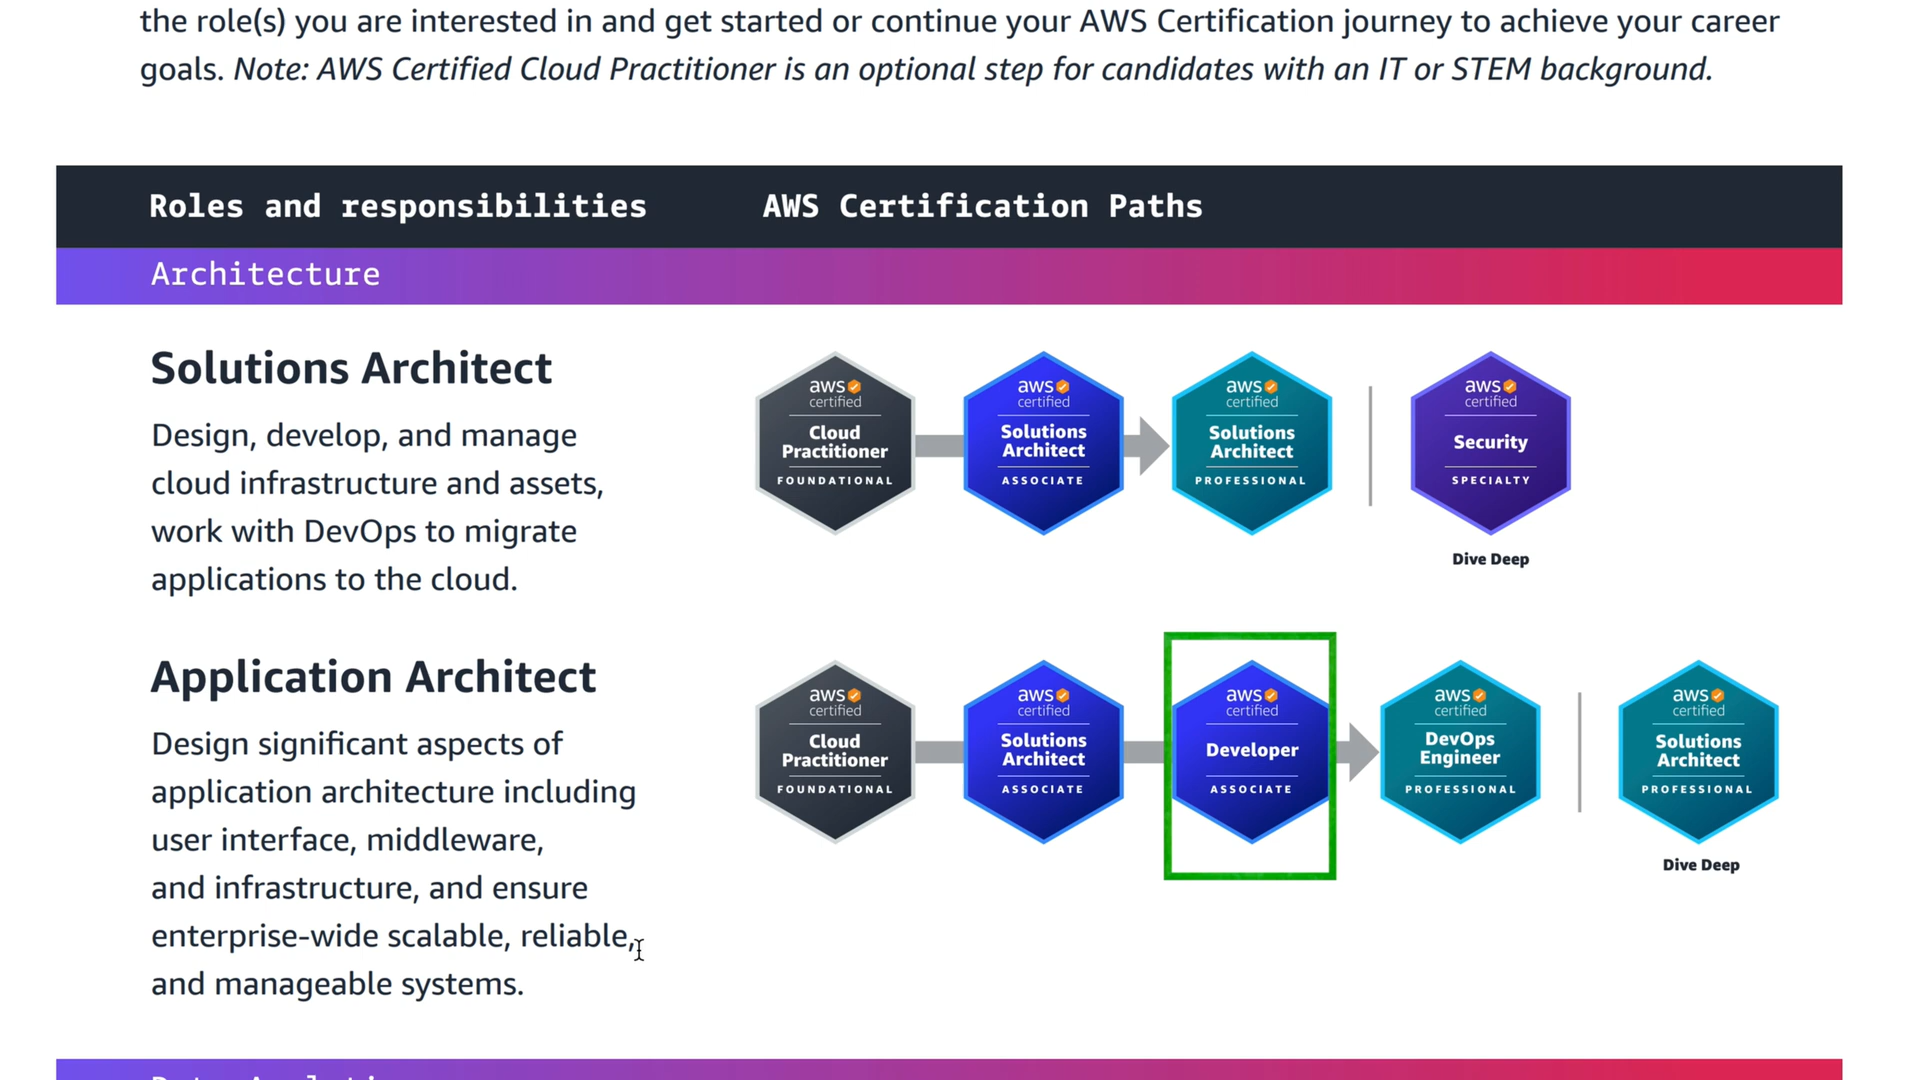 the role(s) you are interested in and get started or continue your AWS Certification journey to achieve your career
goals. Note: AWS Certified Cloud Practitioner is an optional step for candidates with an IT or STEM background.
Roles and responsibilities
AWS Certification Paths
Architecture
Solutions Architect
Design, develop, and manage
cloud infrastructure and assets,
work with DevOps to migrate
applications to the cloud.
aws
certified
Cloud
Practitioner
FOUNDATIONAL
aws
certified
Solutions
Architect
ASSOCIATE
aws
certified
Solutions
Architect
PROFESSIONAL
aws
certified
Security
SPECIALTY
Dive Deep
Application Architect
Design significant aspects of
application architecture including
user interface, middleware,
and infrastructure, and ensure
enterprise-wide scalable, reliable,
and manageable systems.
aws
certified
Cloud
Practitioner
FOUNDATIONAL
aws
certified
Solutions
Architect
ASSOCIATE
aws
certified
Developer
ASSOCIATE
aws
certified
DevOps
Engineer
PROFESSIONAL
aws
certified
Solutions
Architect
PROFESSIONAL
Dive Deep